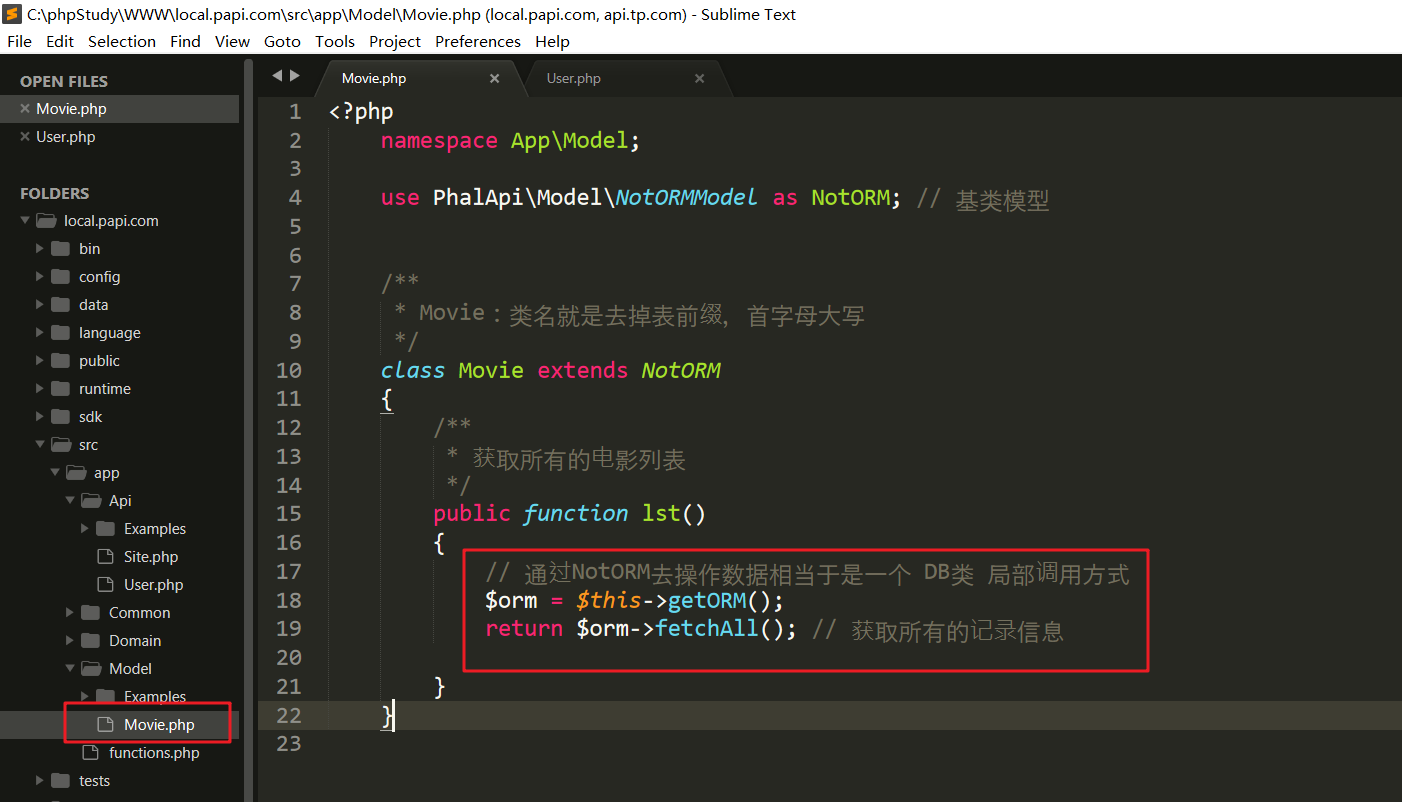 C:\phpStudy\WWW\local.papi.com\src\app\Model\Movie.php (local.papi.com, api.tp.com) - Sublime Text
File Edit Selection Find View Goto Tools Project Preferences Help
OPEN FILES
Movie.php
User.php
FOLDERS
local.papi.com
bin
config
data
language
public
runtime
sdk
src
app
Api
Examples
Site.php
User.php
Common
Domain
Model
Examples
Movie.php
functions.php
tests
Movie.php User.php
1 <?php
2 namespace App\Model;
3
4 use PhalApi\Model\NotORMModel as NotORM; // 基类模型
5
6
7 /**
8 * Movie：类名就是去掉表前缀，首字母大写
9 */
10 class Movie extends NotORM
11 {
12 /**
13 * 获取所有的电影列表
14 */
15 public function lst()
16 {
17 // 通过NotORM去操作数据相当于是一个 DB类 局部调用方式
18 $orm = $this->getORM();
19 return $orm->fetchAll(); // 获取所有的记录信息
20
21 }
22 }
23